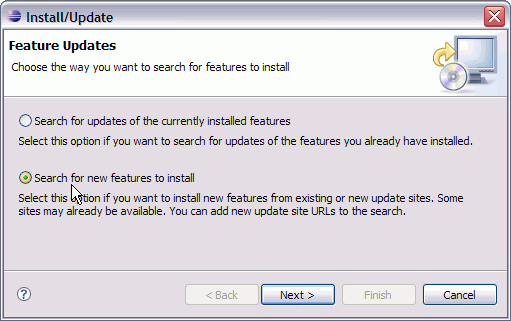 Install/Update
Feature Updates
Choose the way you want to search for features to install
Search for updates of the currently installed features
Select this option if you want to search for updates of the features you already have installed.
Search for new features to install
Select this option if you want to install new features from existing or new update sites. Some
sites may already be available. You can add new update site URLs to the search.
?
< Back
Next >
Finish
Cancel